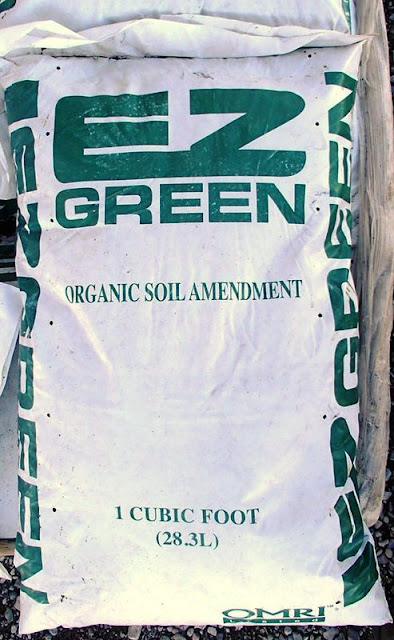 EZ
GREEN
ORGANIC SOIL AMENDMENT
1 CUBIC FOOT
(28.3L)
OMRI
EZ GREEN
EZ GREEN